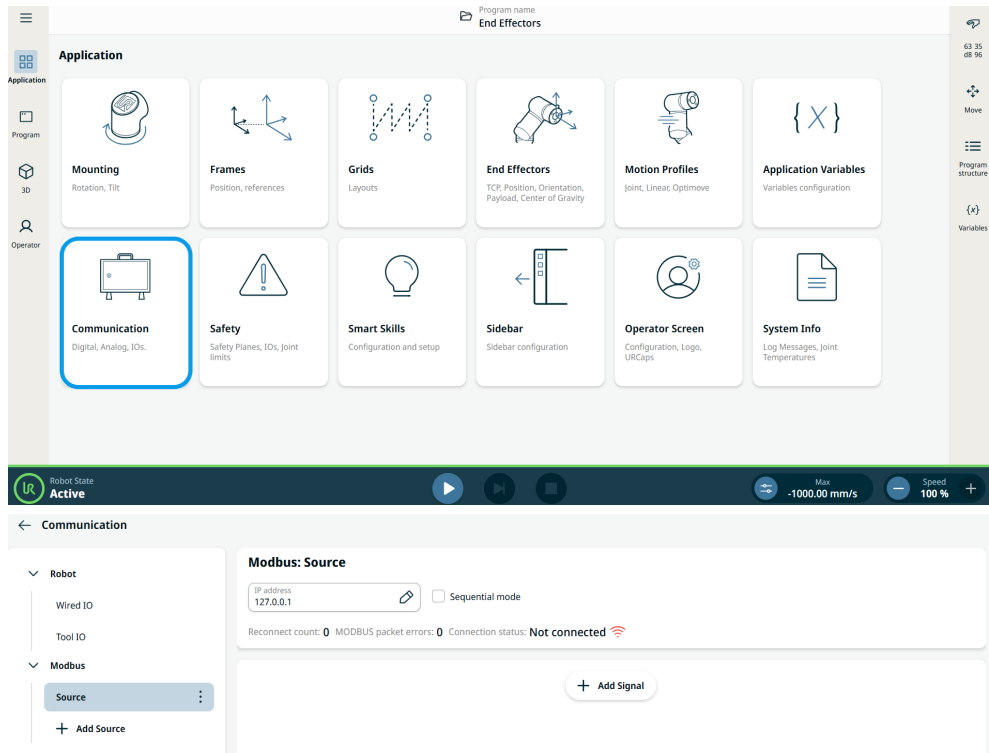 Program name
End Effectors
63 35
d8 96
Application
Application
Program
3D
Operator
Move
Program
structure
{x}
Variables
Mounting
Rotation, Tilt
Frames
Position, references
Grids
Layouts
End Effectors
TCP, Position, Orientation,
Payload, Center of Gravity
Motion Profiles
Joint, Linear, Optimove
{X}
Application Variables
Variables configuration
Communication
Digital, Analog, IOs.
Safety
Safety Planes, IOs, Joint
limits
Smart Skills
Configuration and setup
Sidebar
Sidebar configuration
Operator Screen
Configuration, Logo,
URCaps
System Info
Log Messages, Joint
Temperatures
UR
Robot State
Active
Max
-1000.00 mm/s
Speed
100 %
Communication
Robot
Wired IO
Tool IO
Modbus
Source
Add Source
Modbus: Source
IP address
127.0.0.1
Sequential mode
Reconnect count: 0 MODBUS packet errors: 0 Connection status: Not connected
Add Signal